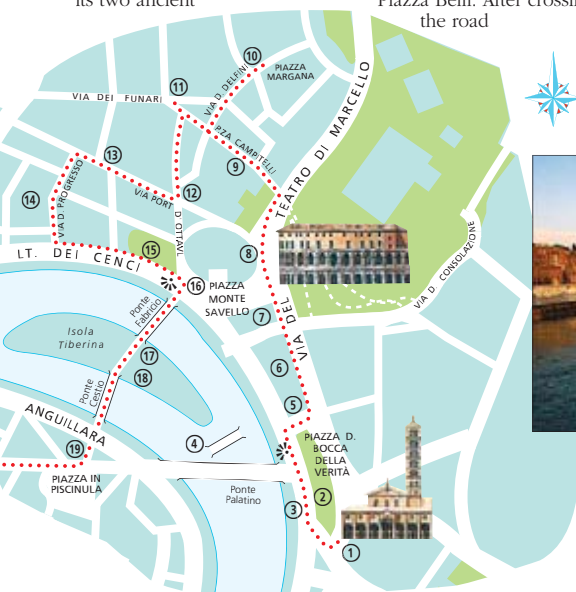 its two ancient
Piazza Belli. After crossing
the road
10
PIAZZA
MARGANA
11
VIA D. DELFINI
VIA DEI FUNARI
PZA CAMPITELLI
9
TEATRO DI MARCELLO
VIA DEL
13
14
VIA D. PROGRESSO
VIA PORT
12
D OTTAVI
15
LT. DEI CENCI
8
16
PIAZZA
MONTE
SAVELLO
VIA D. CONSOLAZIONE
7
Ponte
Fabricio
Isola
Tiberina
17
18
6
Ponte
Cestio
5
ANGUILLARA
4
PIAZZA D.
BOCCA
DELLA
VERITÀ
19
PIAZZA IN
PISCINULA
Ponte
Palatino
2
3
1